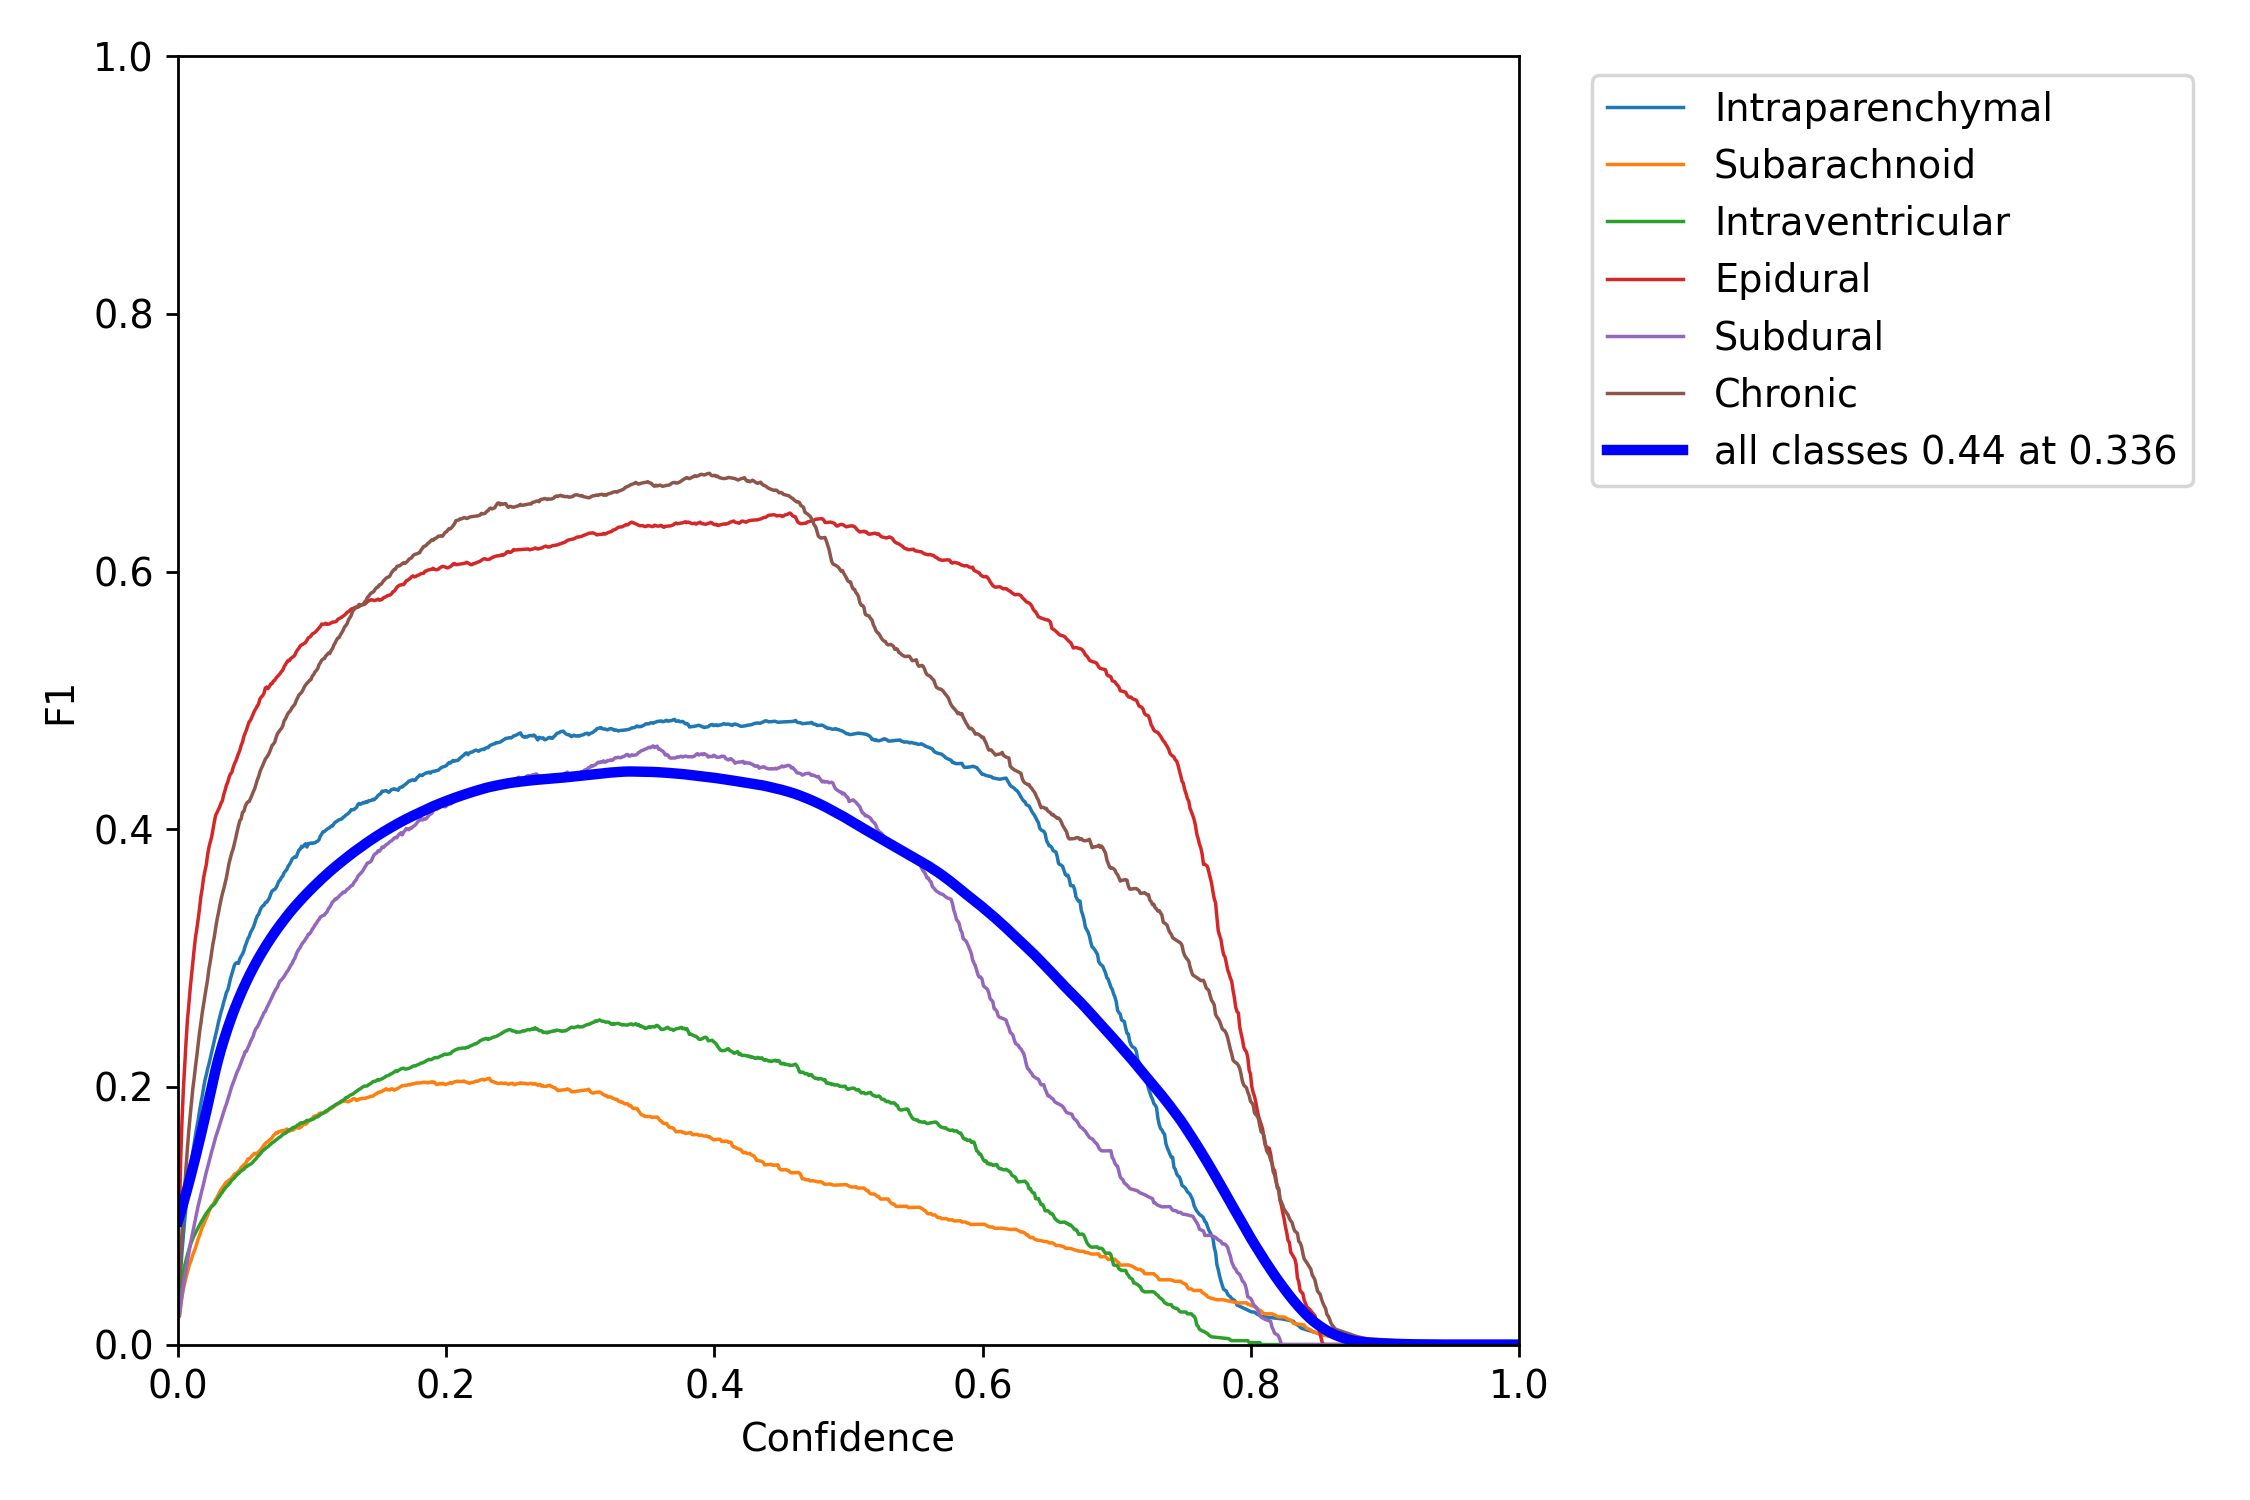 1.0
0.8
0.6
0.4
0.2
0.0
F1
0.0 0.2 0.4 0.6 0.8 1.0
Confidence
Intraparenchymal
Subarachnoid
Intraventricular
Epidural
Subdural
Chronic
all classes 0.44 at 0.336